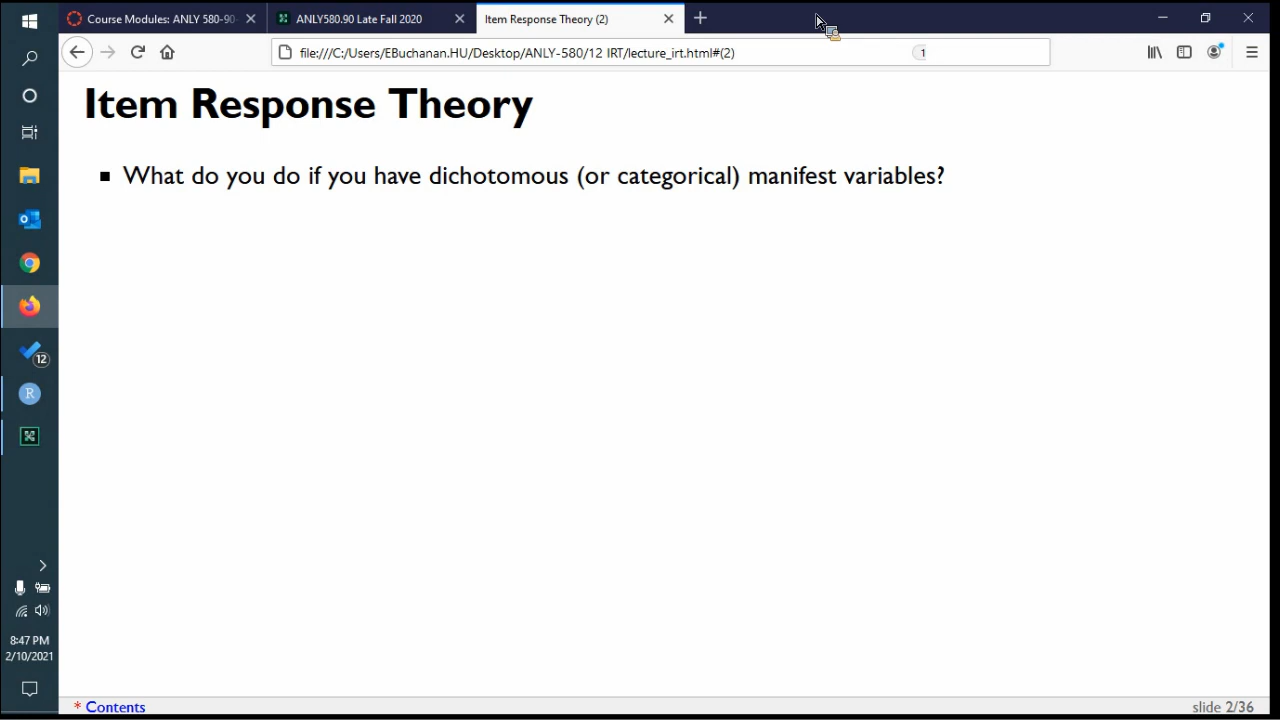 Course Modules: ANLY 580-90-
ANLY580.90 Late Fall 2020
Item Response Theory (2)
file:///C:/Users/EBuchanan.HU/Desktop/ANLY-580/12 IRT/lecture_irt.html#(2)
1
Item Response Theory
What do you do if you have dichotomous (or categorical) manifest variables?
12
R
8:47 PM
2/10/2021
* Contents
slide 2/36